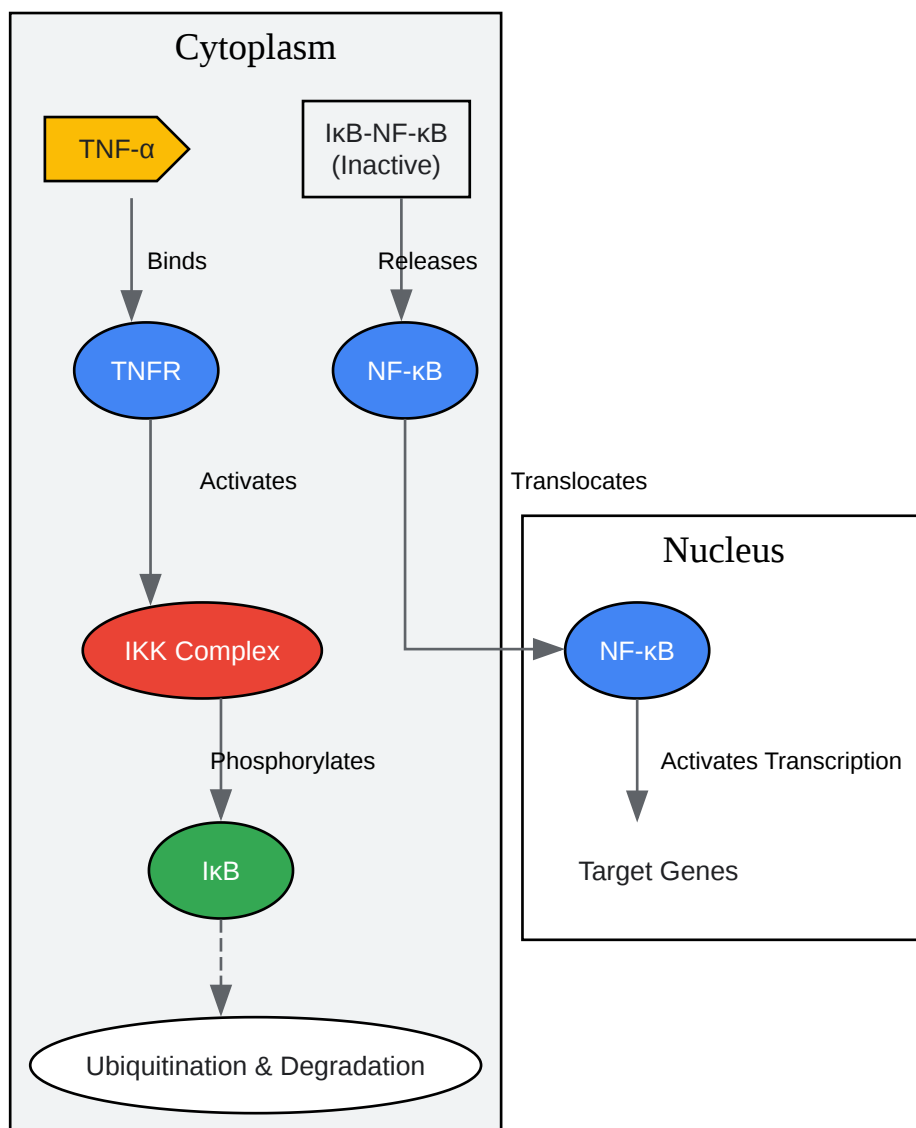 Cytoplasm
TNF-α
IκB-NF-κB
(Inactive)
Binds
Releases
TNFR
NF-κB
Activates
Translocates
Nucleus
IKK Complex
NF-κB
Phosphorylates
Activates Transcription
IκB
Target Genes
Ubiquitination & Degradation